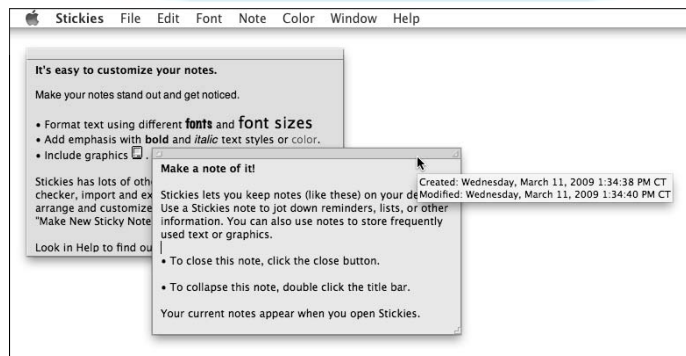 Stickies File Edit Font Note Color Window Help
It's easy to customize your notes.
Make your notes stand out and get noticed.
• Format text using different fonts and font sizes
• Add emphasis with bold and italic text styles or color.
• Include graphics .
Stickies has lots of oth
checker, import and ex
arrange and customize
"Make New Sticky Note
Look in Help to find ou
Make a note of it!
Stickies lets you keep notes (like these) on your de
Use a Stickies note to jot down reminders, lists, or other
information. You can also use notes to store frequently
used text or graphics.
• To close this note, click the close button.
• To collapse this note, double click the title bar.
Your current notes appear when you open Stickies.
Created: Wednesday, March 11, 2009 1:34:38 PM CT
Modified: Wednesday, March 11, 2009 1:34:40 PM CT